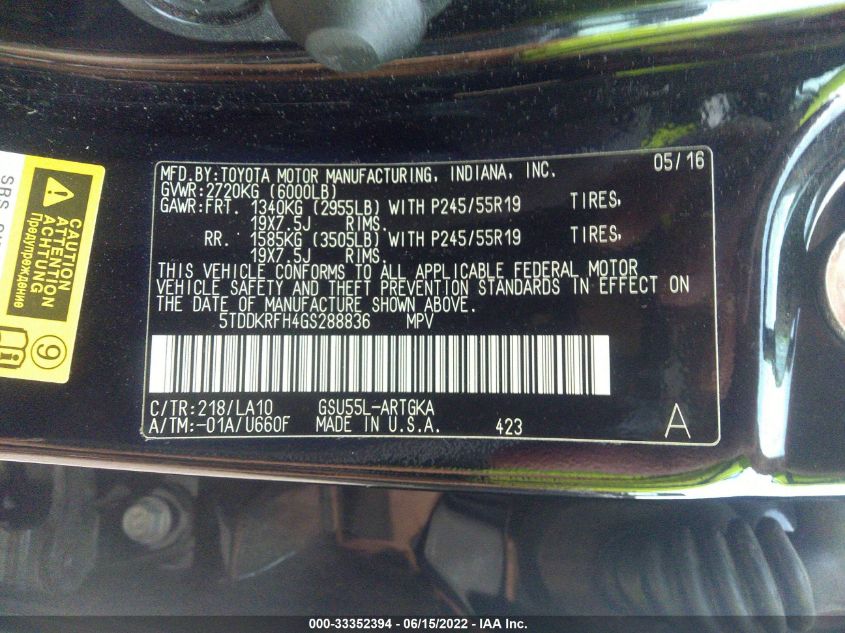 MFD.BY:TOYOTA MOTOR MANUFACTURING, INDIANA, INC. 05/16
GVWR:2720KG (6000LB)
GAWR:FRT. 1340KG (2955LB) WITH P245/55R19 TIRES,
19X7.5J RIMS.
RR. 1585KG (3505LB) WITH P245/55R19 TIRES,
19X7.5J RIMS.
THIS VEHICLE CONFORMS TO ALL APPLICABLE FEDERAL MOTOR
VEHICLE SAFETY AND THEFT PREVENTION STANDARDS IN EFFECT ON
THE DATE OF MANUFACTURE SHOWN ABOVE.
5TDDKRFH4GS288836 MPV
C/TR:218/LA10 GSU55L-ARTGKA
A/TM:-01A/U660F MADE IN U.S.A. 423 A
SRS
CAUTION
ATTENTION
ACHTUNG
Предупреждение
9
000-33352394 - 06/15/2022 - IAA Inc.